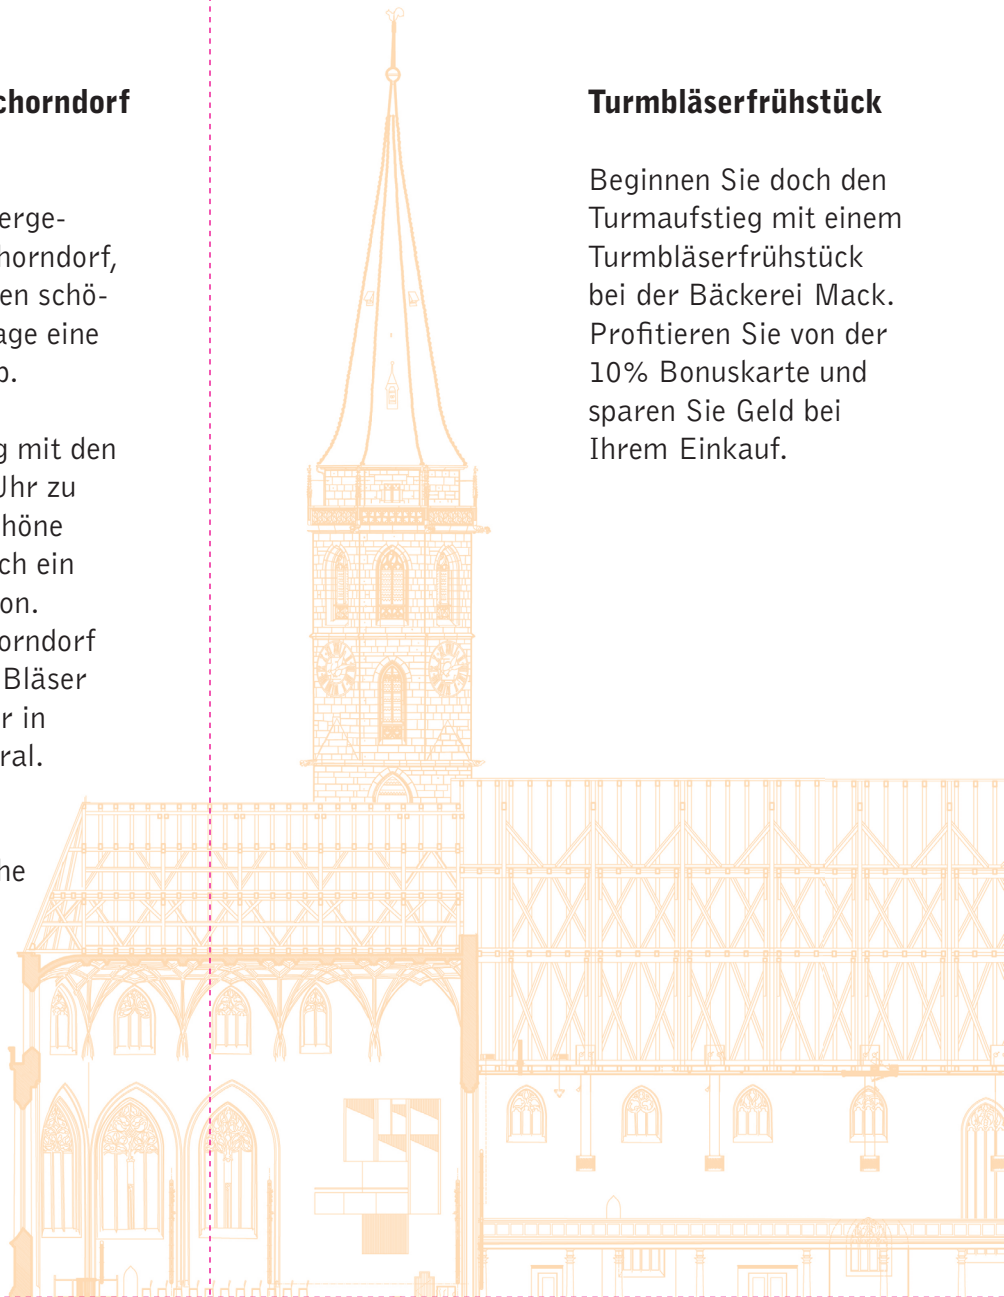 chorndorf
erge-
horndorf,
en schö-
age eine
o.
g mit den
Uhr zu
höne
ch ein
on.
orndorf
Bläser
r in
ral.
he
Turmbläserfrühstück
Beginnen Sie doch den
Turmaufstieg mit einem
Turmbläserfrühstück
bei der Bäckerei Mack.
Profitieren Sie von der
10% Bonuskarte und
sparen Sie Geld bei
Ihrem Einkauf.